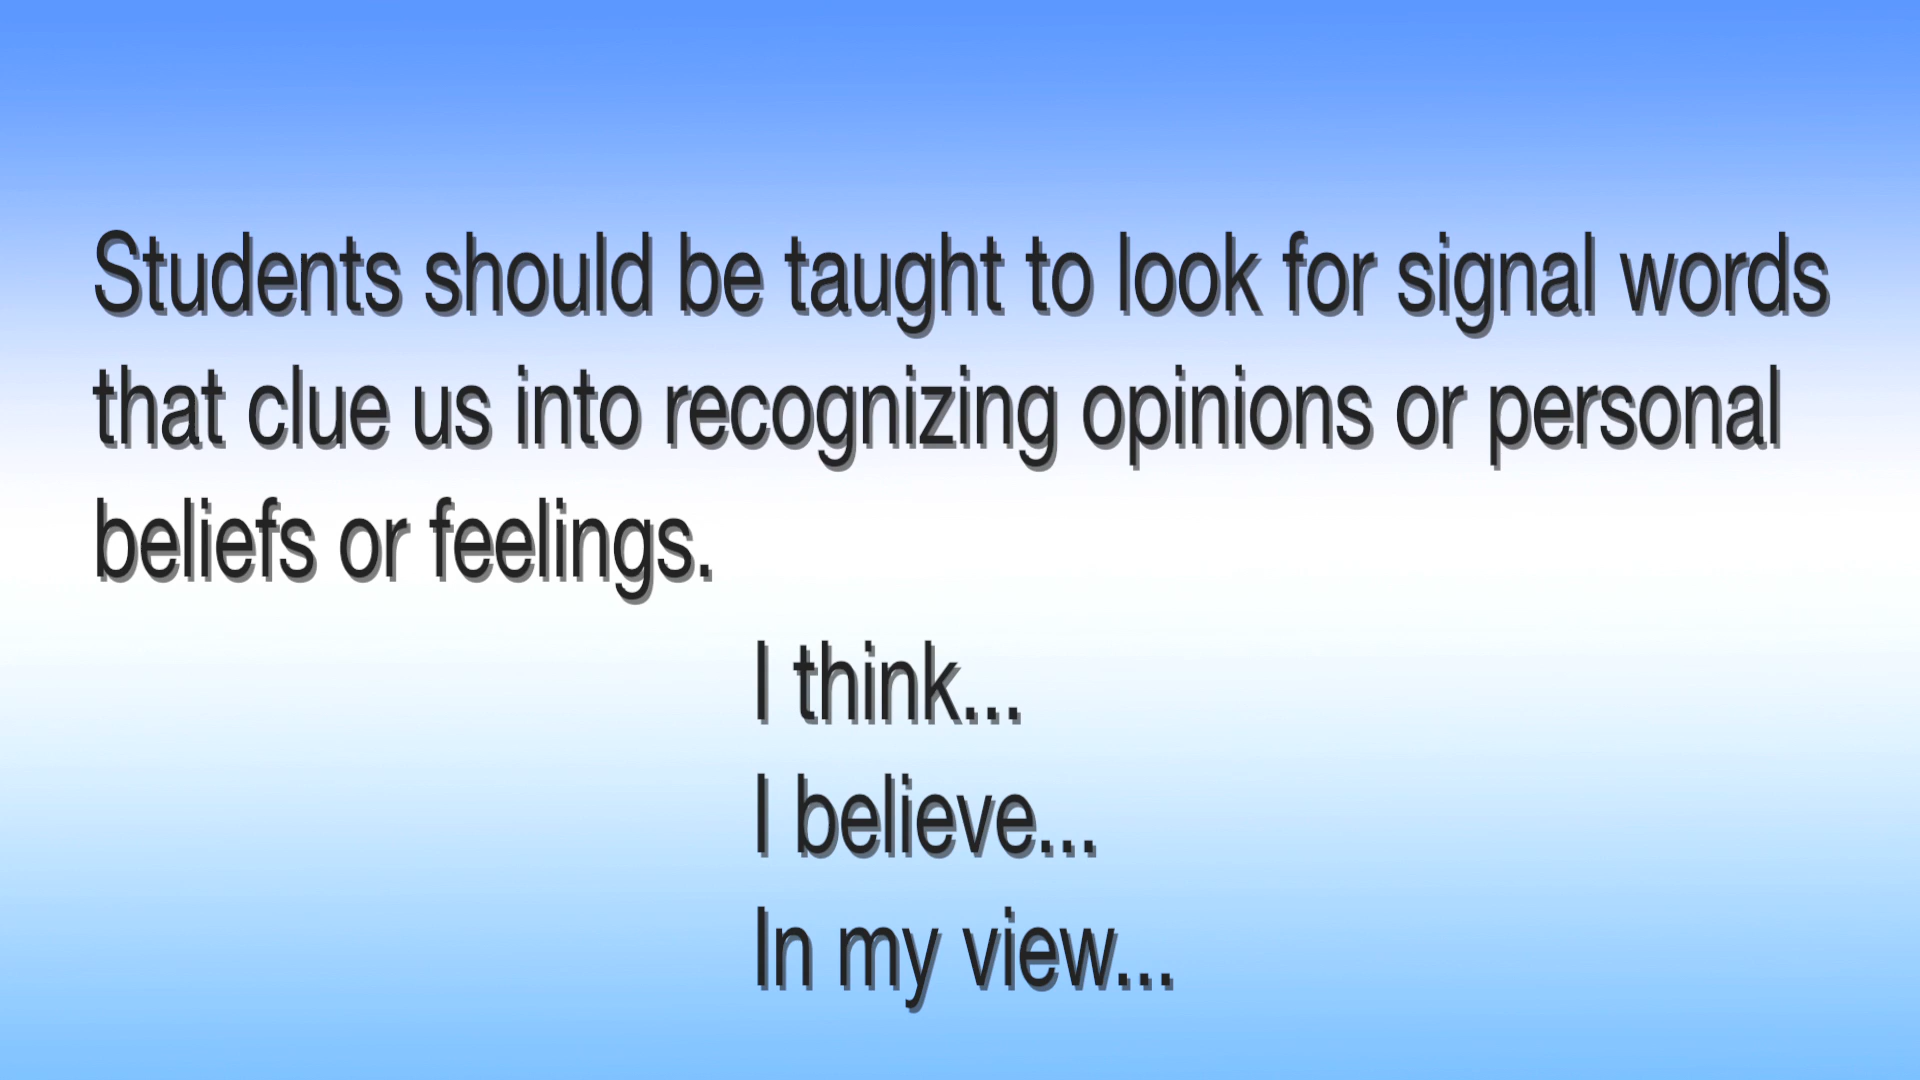 Students should be taught to look for signal words
that clue us into recognizing opinions or personal
beliefs or feelings.
I think...
I believe...
In my view...